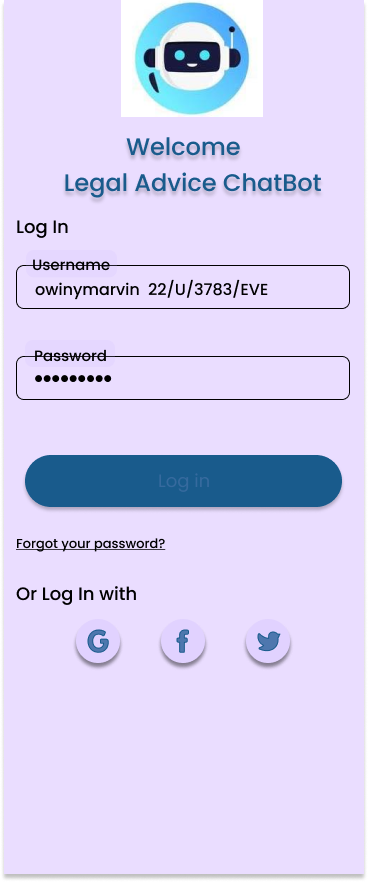 Welcome
Legal Advice ChatBot
Log In
Username
owinymarvin  22/U/3783/EVE
Password
•••••••••
Log in
Forgot your password?
Or Log In with